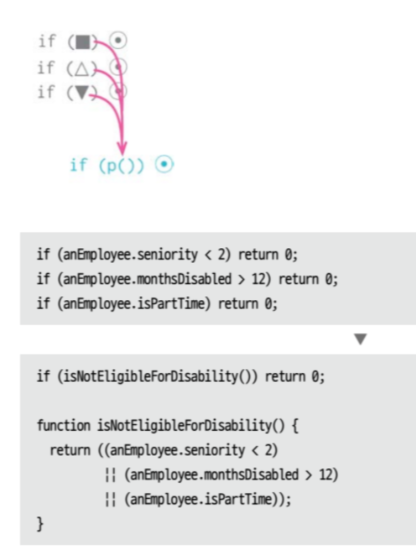 if (■) ⊙
if (△) ⊙
if (▼) ⊙
if (p()) ⊙
if (anEmployee.seniority < 2) return 0;
if (anEmployee.monthsDisabled > 12) return 0;
if (anEmployee.isPartTime) return 0;
▼
if (isNotEligibleForDisability()) return 0;
function isNotEligibleForDisability() {
return ((anEmployee.seniority < 2)
|| (anEmployee.monthsDisabled > 12)
|| (anEmployee.isPartTime));
}